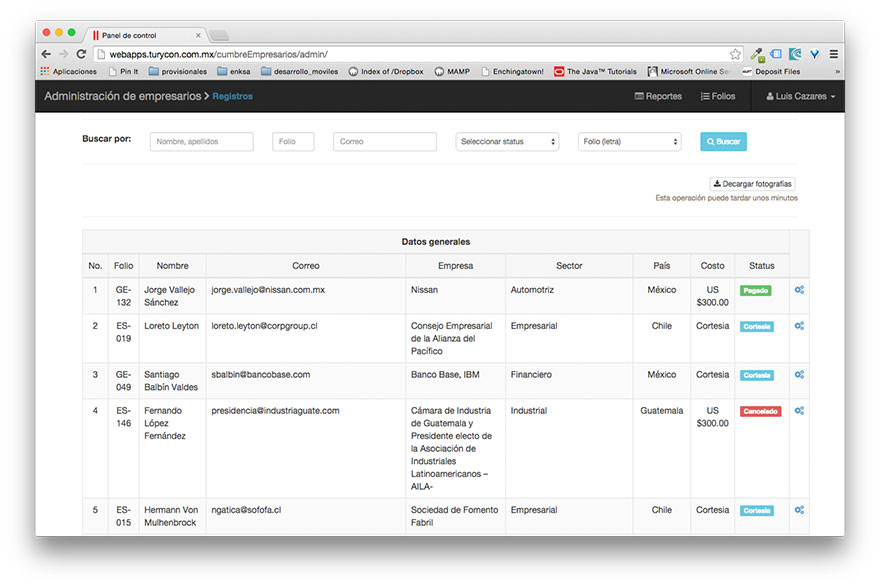 Panel de control
webapps.turycon.com.mx/cumbreEmpresarios/admin/
Aplicaciones Pin It provisionales enksa desarrollo_moviles Index of /Dropbox MAMP Enchingatown! The Java™ Tutorials Microsoft Online Se Deposit Files »
Administración de empresarios > Registros Reportes Folios Luis Cazares
Buscar por: Nombre, apellidos Folio Correo Seleccionar status Folio (letra) Buscar
Decargar fotografías
Esta operación puede tardar unos minutos
Datos generales
No. Folio Nombre Correo Empresa Sector País Costo Status
1 GE- Jorge Vallejo jorge.vallejo@nissan.com.mx Nissan Automotriz México US Pagado
132 Sánchez $300.00
2 ES- Loreto Leyton loreto.leyton@corpgroup.cl Consejo Empresarial Empresarial Chile Cortesia Cortesia
019 de la Alianza del
Pacífico
3 GE- Santiago sbalbin@bancobase.com Banco Base, IBM Financiero México Cortesia Cortesia
049 Balbín Valdes
4 ES- Fernando presidencia@industriaguate.com Cámara de Industria Industrial Guatemala US Cancelado
146 López de Guatemala y $300.00
Fernández Presidente electo de
la Asociación de
Industriales
Latinoamericanos –
AILA-
5 ES- Hermann Von ngatica@sofofa.cl Sociedad de Fomento Empresarial Chile Cortesia Cortesia
015 Mulhenbrock Fabril